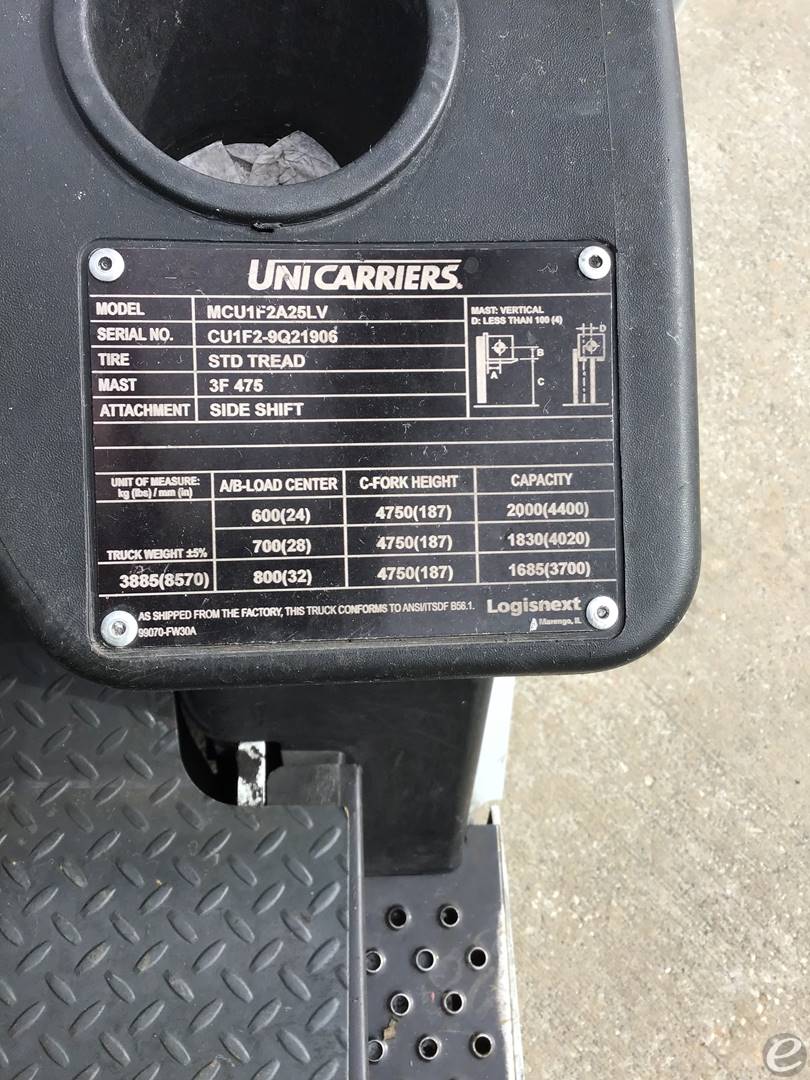 UNICARRIERS.
MODEL MCU1F2A25LV
SERIAL NO. CU1F2-9Q21906
TIRE STD TREAD
MAST 3F 475
ATTACHMENT SIDE SHIFT
MAST: VERTICAL
D: LESS THAN 100 (4)
D
B
A
C
UNIT OF MEASURE: A/B-LOAD CENTER C-FORK HEIGHT CAPACITY
kg (lbs) / mm (in)
600(24) 4750(187) 2000(4400)
TRUCK WEIGHT ±5% 700(28) 4750(187) 1830(4020)
3885(8570) 800(32) 4750(187) 1685(3700)
AS SHIPPED FROM THE FACTORY, THIS TRUCK CONFORMS TO ANSI/ITSDF B56.1. Logisnext
99070-FW30A Marengo, IL
e